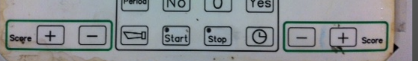 Period No 0 Yes
Score + − Start Stop − + Score